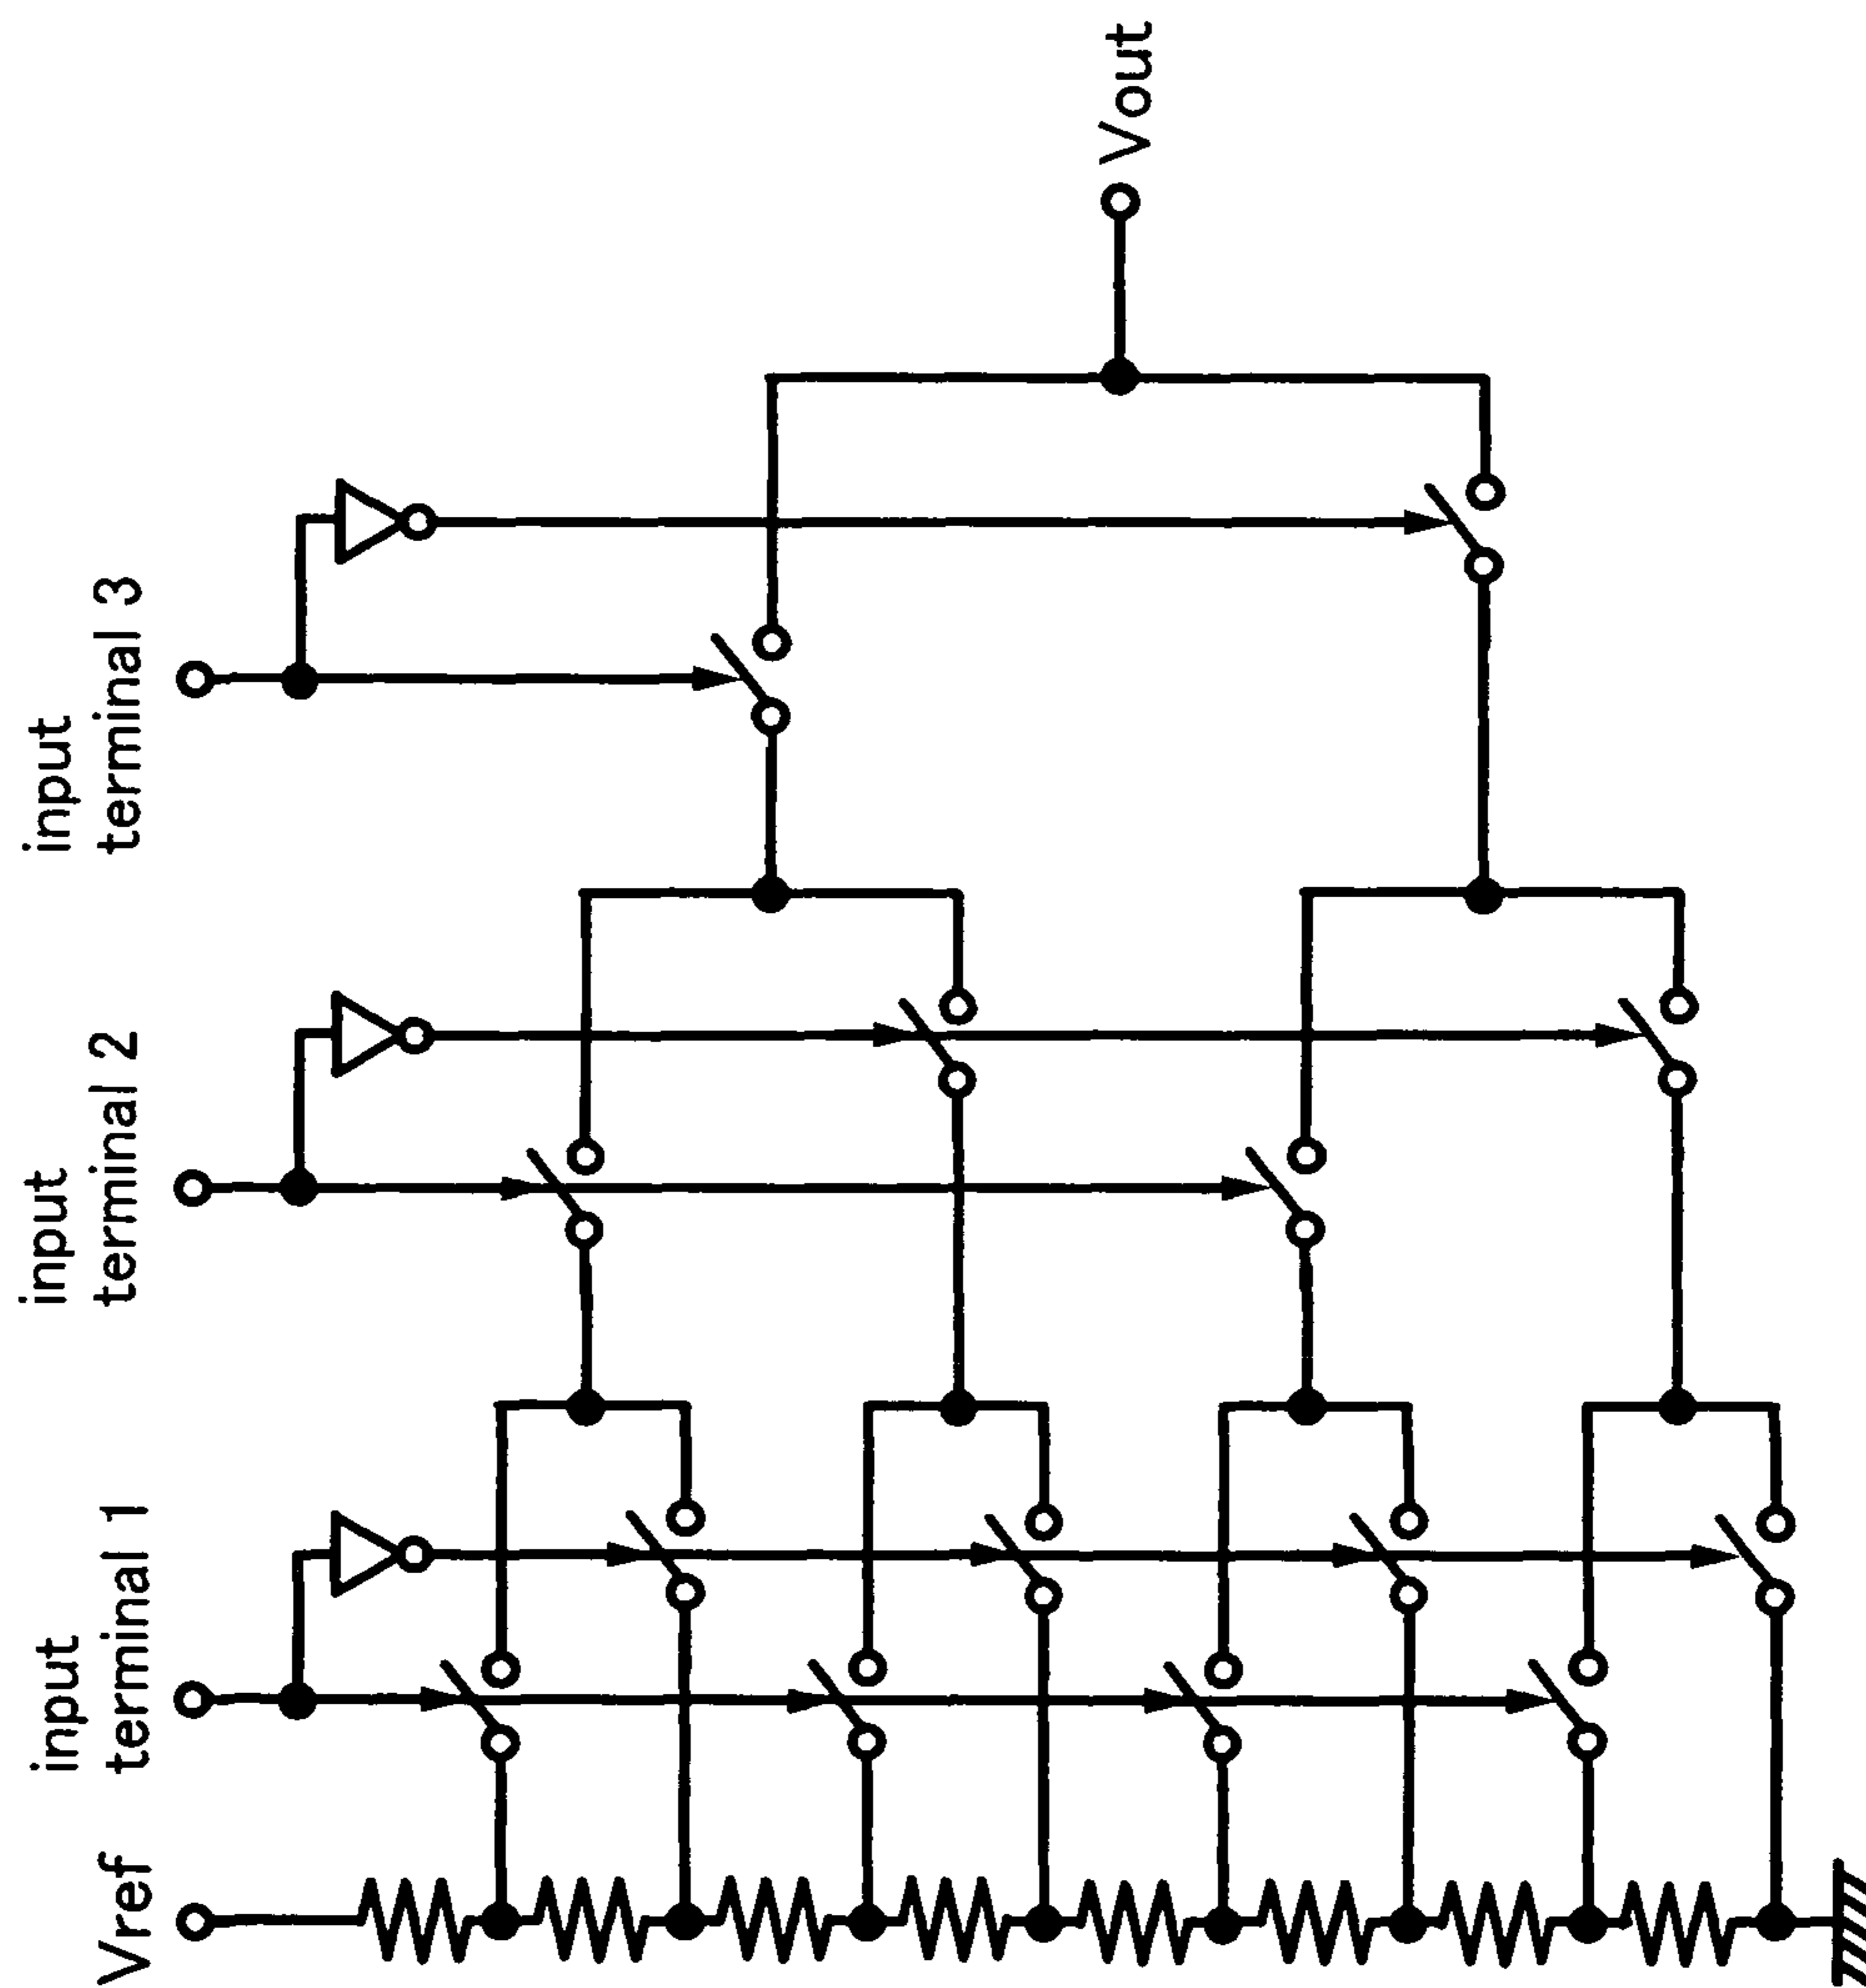 Vref
input
terminal 1
input
terminal 2
input
terminal 3
Vout